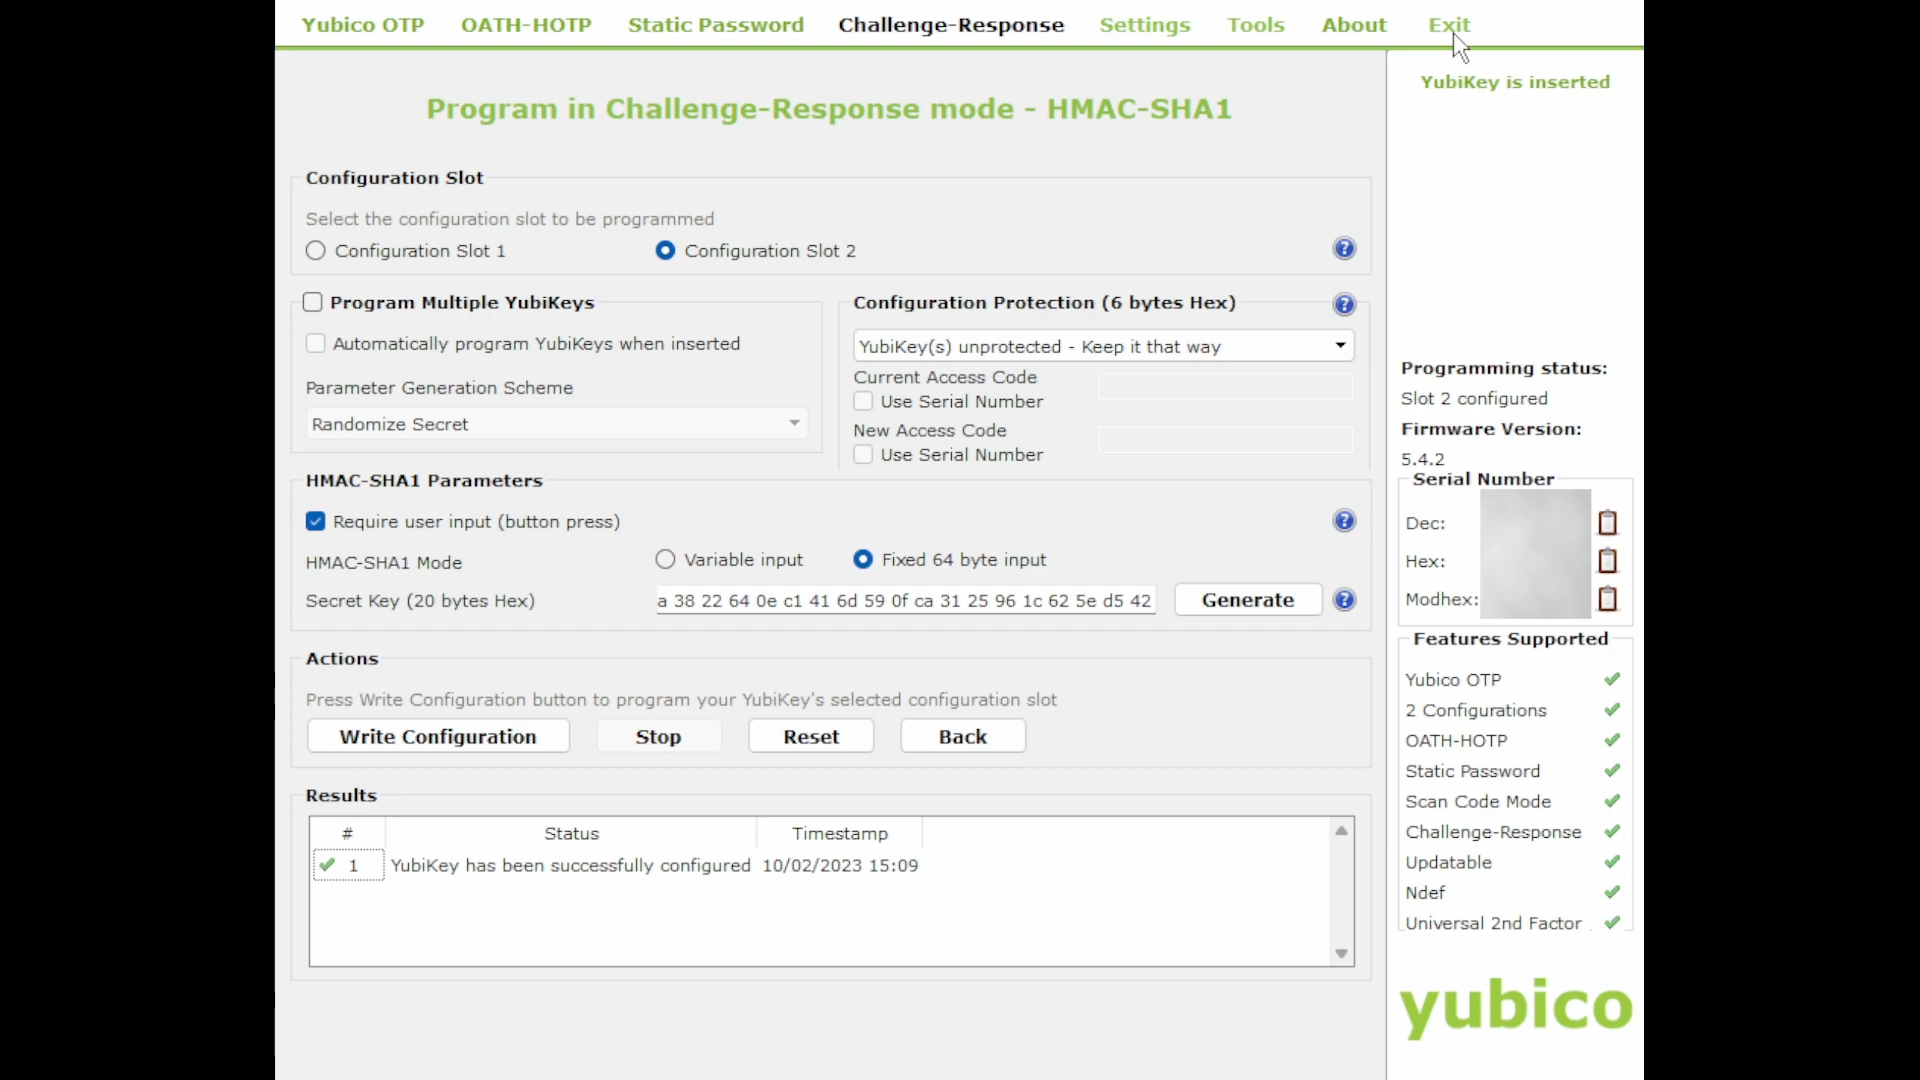 Yubico OTP OATH-HOTP Static Password Challenge-Response Settings Tools About Exit
YubiKey is inserted
Program in Challenge-Response mode - HMAC-SHA1
Configuration Slot
Select the configuration slot to be programmed
Configuration Slot 1 Configuration Slot 2
Program Multiple YubiKeys
Automatically program YubiKeys when inserted
Parameter Generation Scheme
Randomize Secret
Configuration Protection (6 bytes Hex)
YubiKey(s) unprotected - Keep it that way
Current Access Code
Use Serial Number
New Access Code
Use Serial Number
HMAC-SHA1 Parameters
Require user input (button press)
HMAC-SHA1 Mode Variable input Fixed 64 byte input
Secret Key (20 bytes Hex) a 38 22 64 0e c1 41 6d 59 0f ca 31 25 96 1c 62 5e d5 42 Generate
Actions
Press Write Configuration button to program your YubiKey's selected configuration slot
Write Configuration Stop Reset Back
Results
# Status Timestamp
1 YubiKey has been successfully configured 10/02/2023 15:09
Programming status:
Slot 2 configured
Firmware Version:
5.4.2
Serial Number
Dec:
Hex:
Modhex:
Features Supported
Yubico OTP
2 Configurations
OATH-HOTP
Static Password
Scan Code Mode
Challenge-Response
Updatable
Ndef
Universal 2nd Factor
yubico